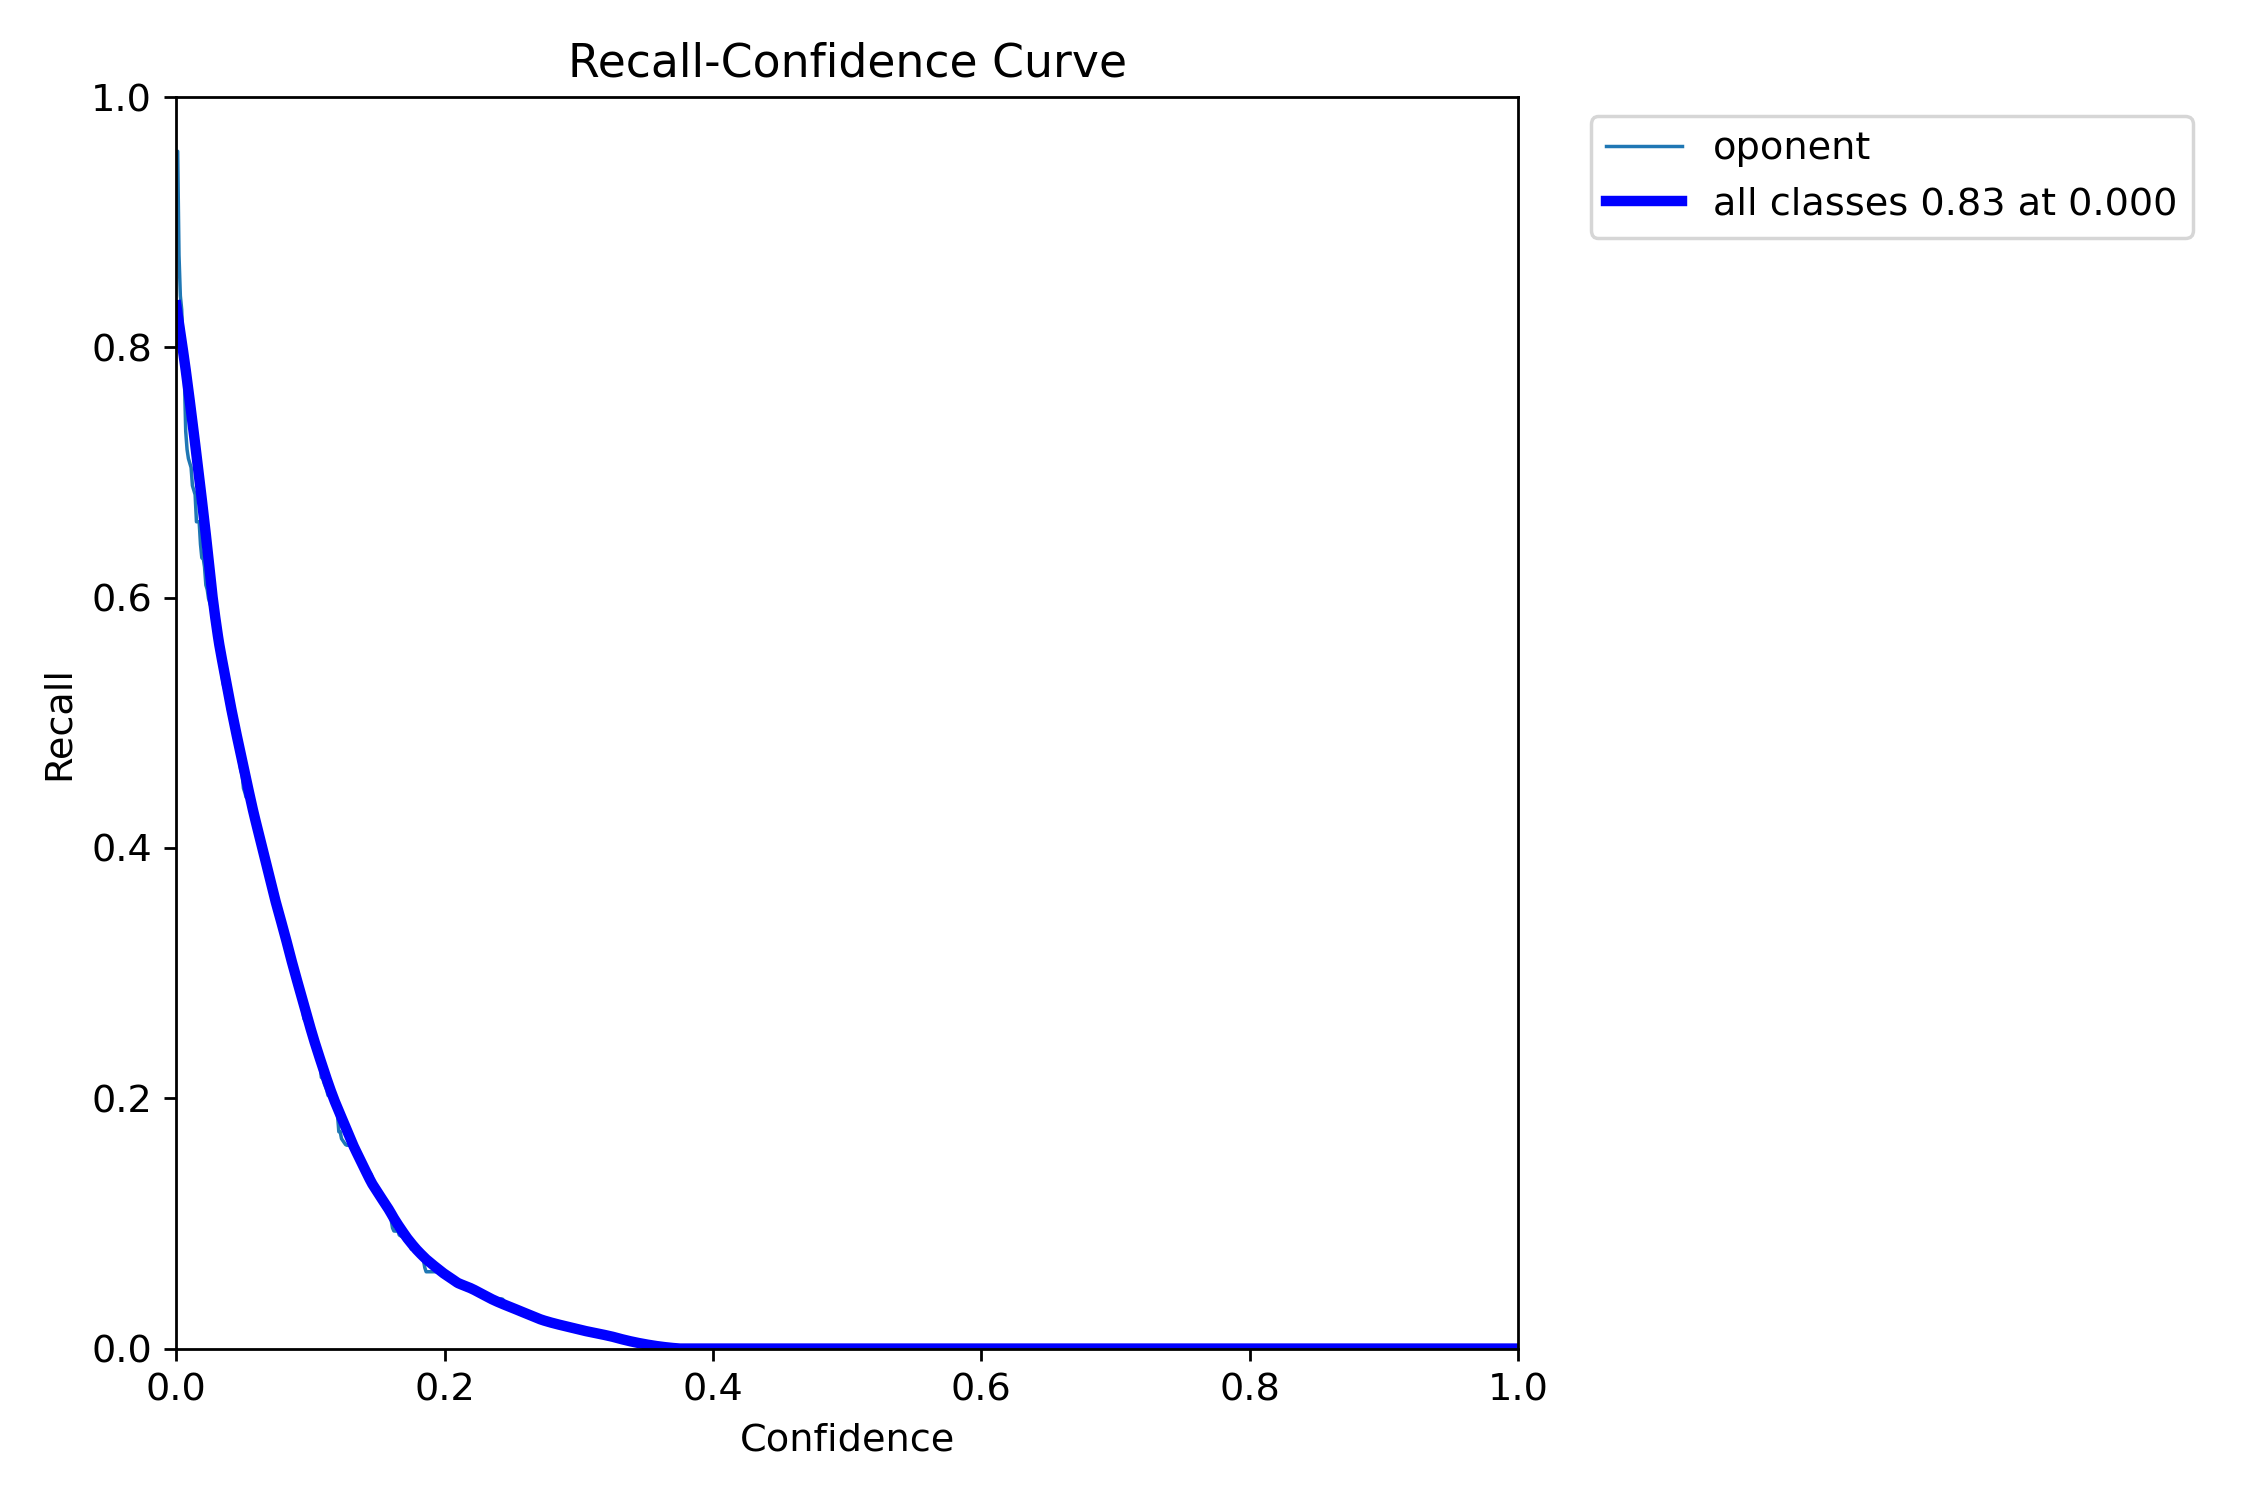 Recall-Confidence Curve
1.0
0.8
0.6
0.4
0.2
0.0
Recall
0.0 0.2 0.4 0.6 0.8 1.0
Confidence
oponent
all classes 0.83 at 0.000